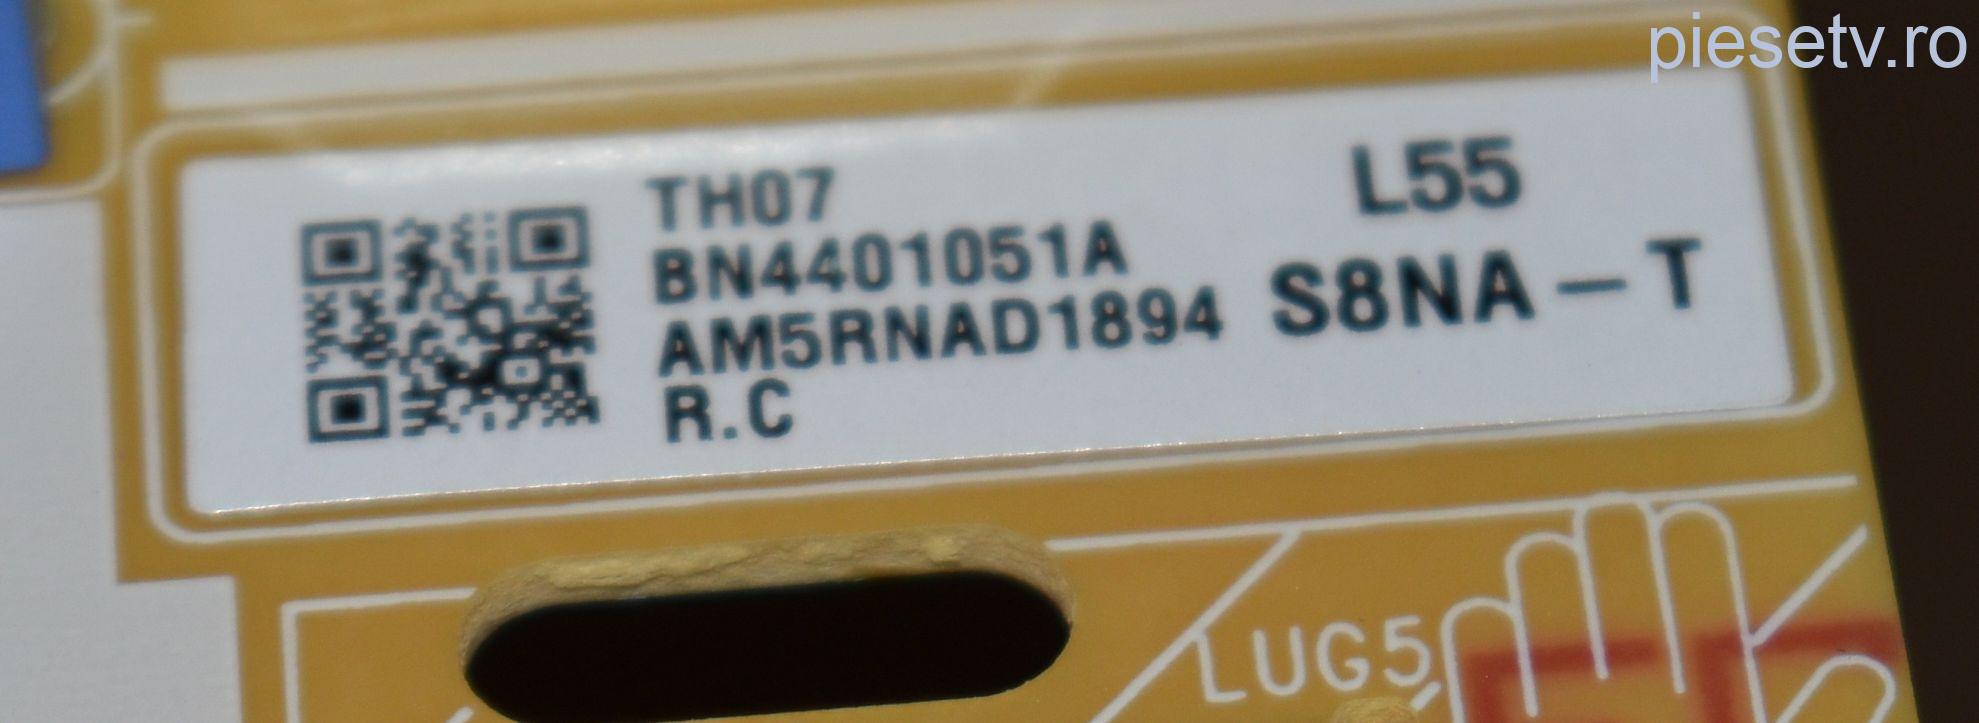 piesetv.ro
TH07
BN4401051A
AM5RNAD1894
R.C
L55
S8NA-T
LUG5